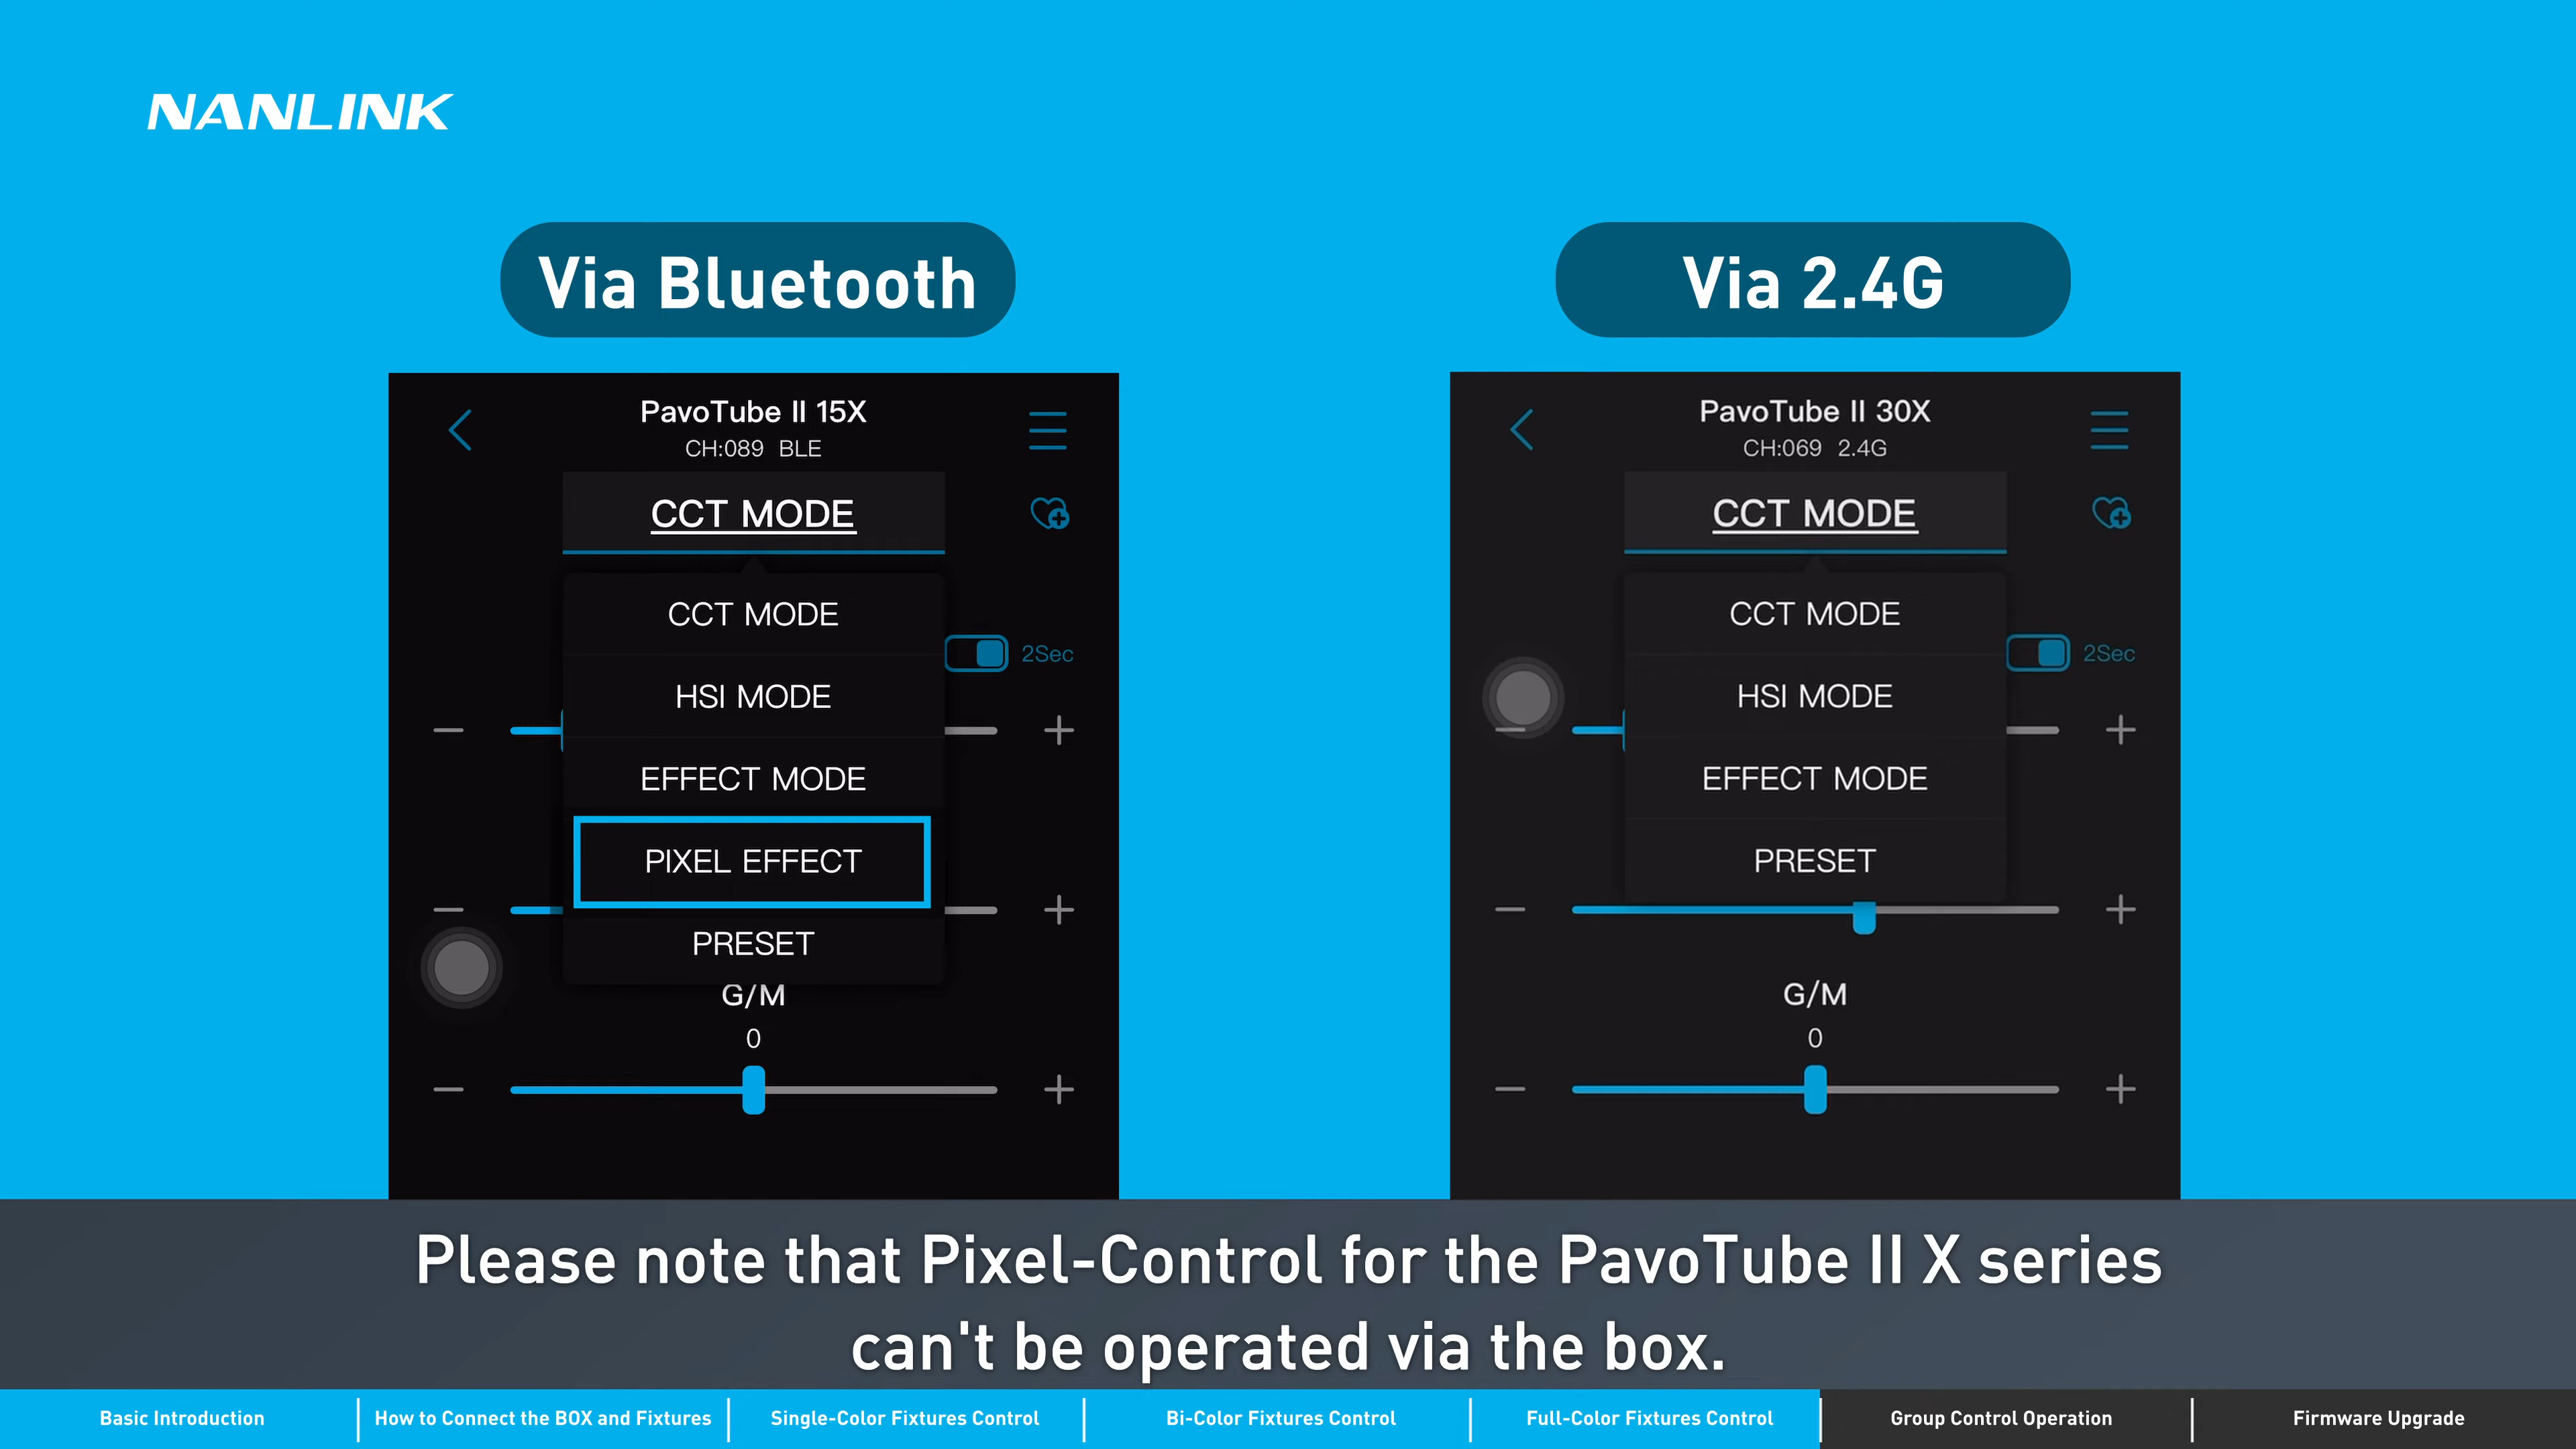 NANLINK
Via Bluetooth
Via 2.4G
PavoTube II 15X
CH:089 BLE
CCT MODE
CCT MODE
HSI MODE
2Sec
EFFECT MODE
PIXEL EFFECT
PRESET
G/M
0
PavoTube II 30X
CH:069 2.4G
CCT MODE
CCT MODE
HSI MODE
2Sec
EFFECT MODE
PRESET
G/M
0
Please note that Pixel-Control for the PavoTube II X series
can't be operated via the box.
Basic Introduction
How to Connect the BOX and Fixtures
Single-Color Fixtures Control
Bi-Color Fixtures Control
Full-Color Fixtures Control
Group Control Operation
Firmware Upgrade